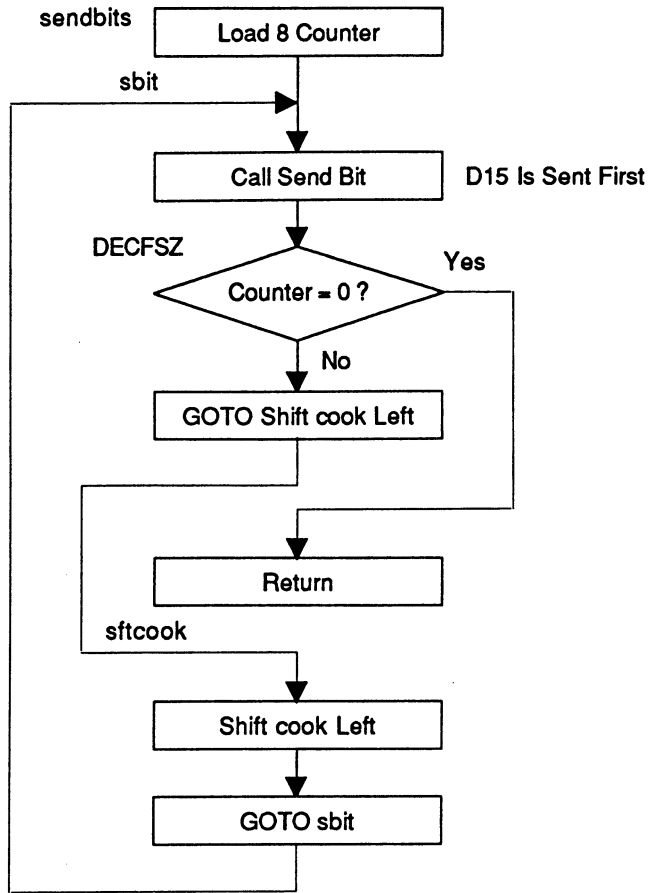 sendbits
Load 8 Counter
sbit
Call Send Bit
D15 Is Sent First
DECFSZ
Counter = 0 ?
Yes
No
GOTO Shift cook Left
Return
sftcook
Shift cook Left
GOTO sbit